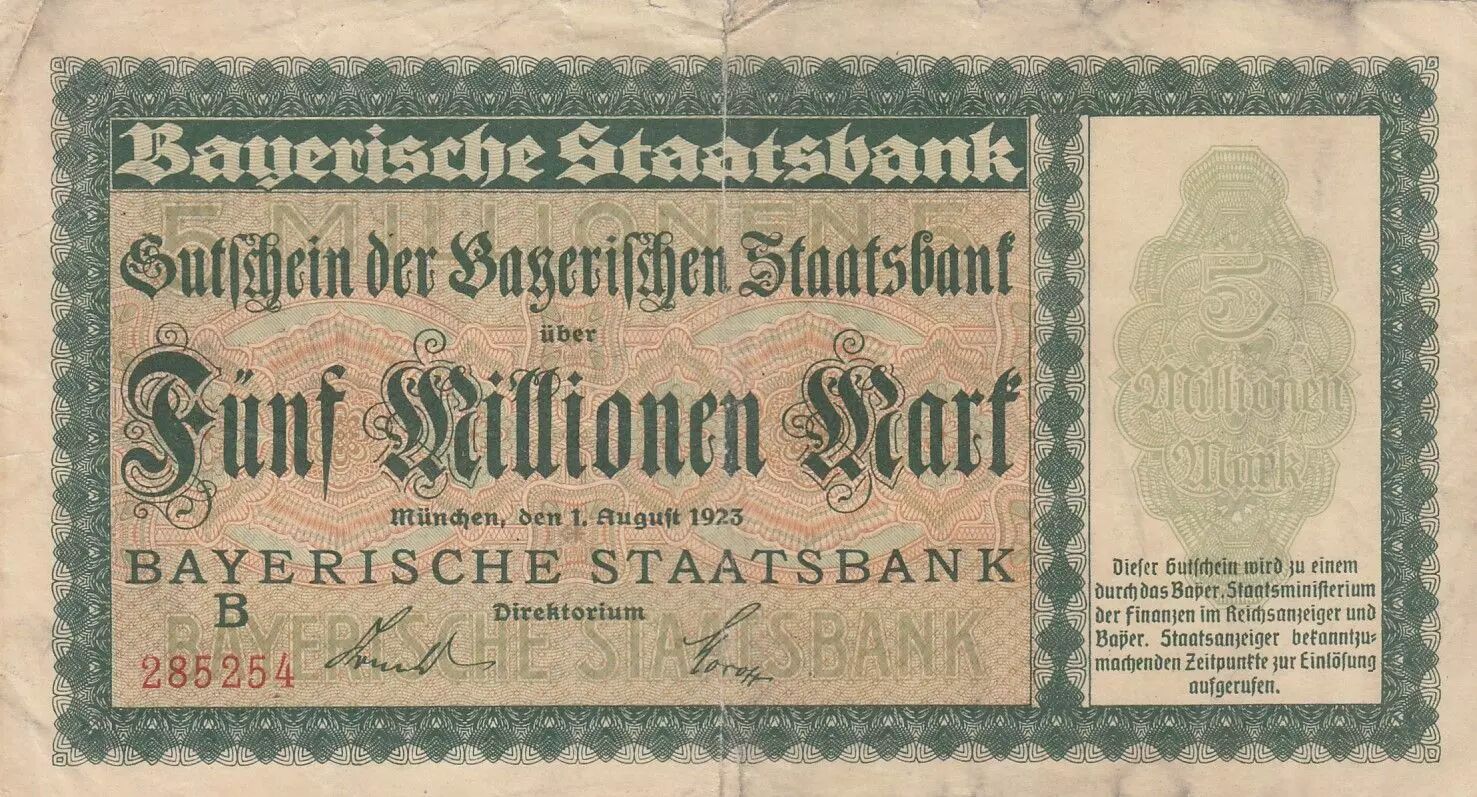 Bayerische Staatsbank
5 MILLIONEN 5
Gutschein der Bayerischen Staatsbank
über
Fünf Millionen Mark
München, den 1. August 1923
BAYERISCHE STAATSBANK
B
Direktorium
BAYERISCHE STAATSBANK
285254
5
Millionen
Mark
Dieser Gutschein wird zu einem
durch das Bayer. Staatsministerium
der Finanzen im Reichsanzeiger und
Bayer. Staatsanzeiger bekanntzu-
machenden Zeitpunkte zur Einlösung
aufgerufen.